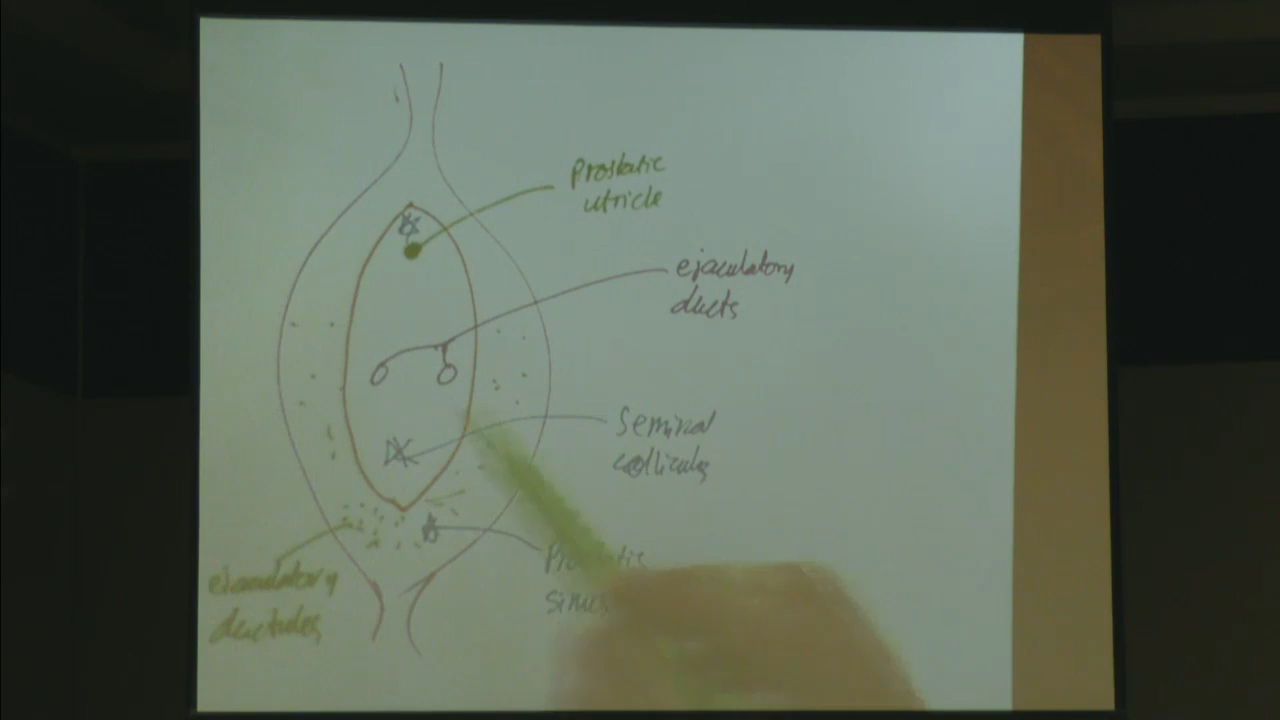 Prostatic
utricle
ejaculatory
ducts
Seminal
colliculus
ejaculatory
ductules